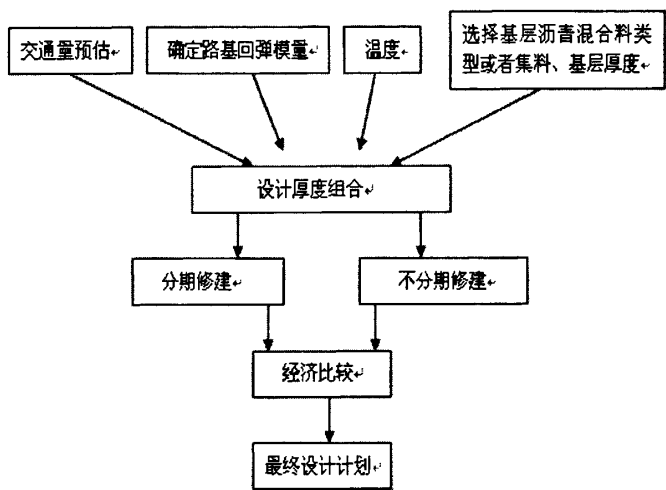 交通量预估
确定路基回弹模量
温度
选择基层沥青混合料类
型或者集料、基层厚度
设计厚度组合
分期修建
不分期修建
经济比较
最终设计计划